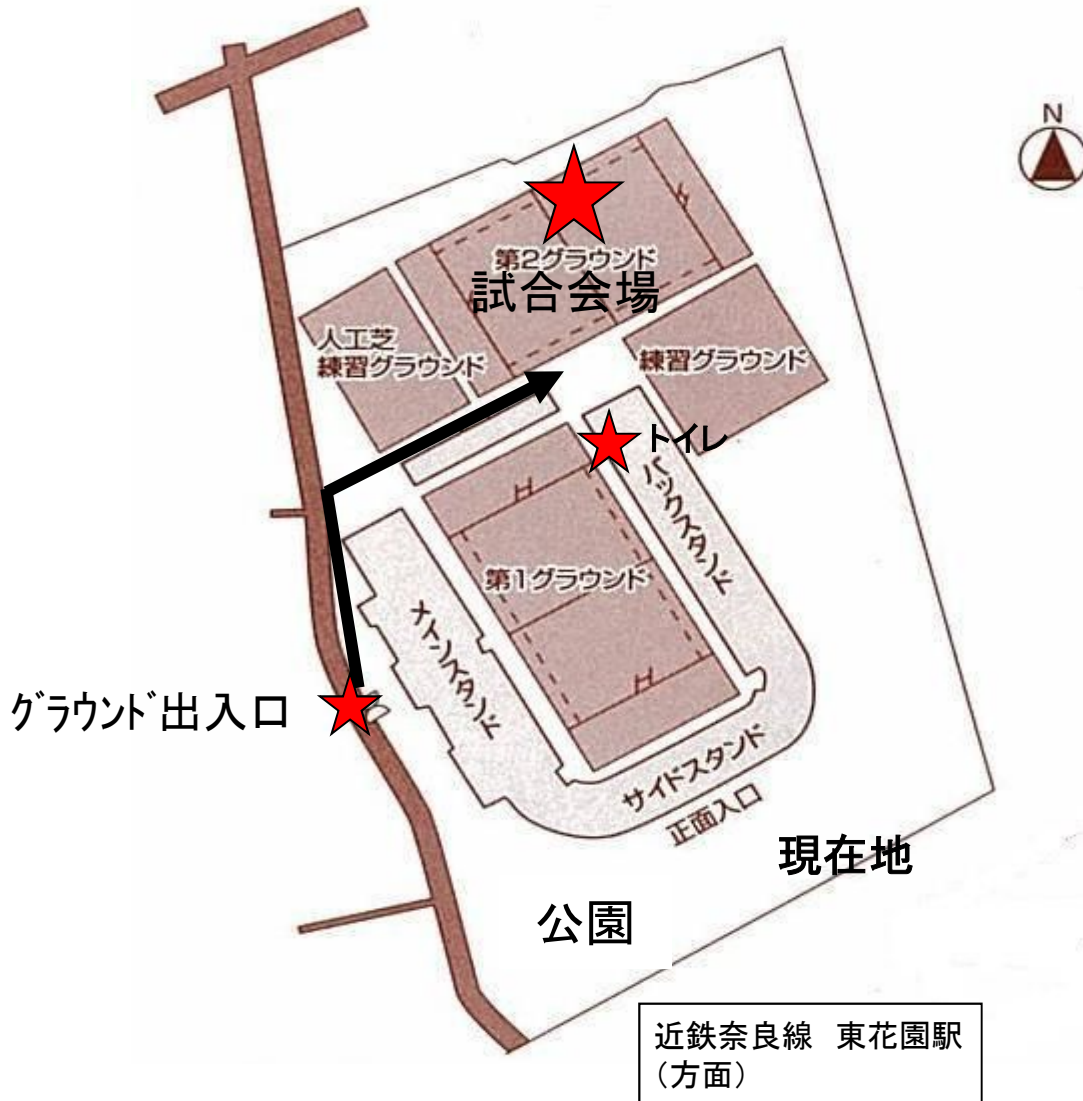 N
第2グラウンド
試合会場
人工芝
練習グラウンド
練習グラウンド
トイレ
バックスタンド
第1グラウンド
メインスタンド
ｸﾞﾗｳﾝﾄﾞ出入口
サイドスタンド
正面入口
現在地
公園
近鉄奈良線　東花園駅
（方面）